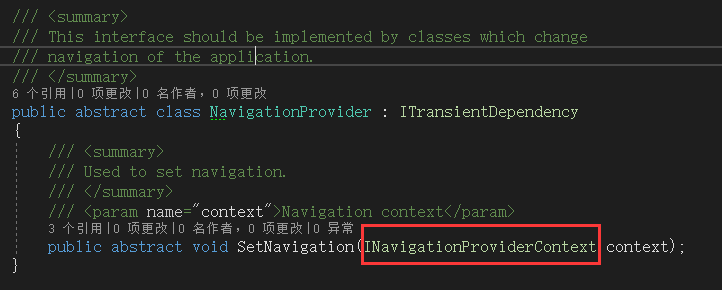 /// <summary>
/// This interface should be implemented by classes which change
/// navigation of the application.
/// </summary>
6 个引用|0 项更改|0 名作者，0 项更改
public abstract class NavigationProvider : ITransientDependency
{
/// <summary>
/// Used to set navigation.
/// </summary>
/// <param name="context">Navigation context</param>
3 个引用|0 项更改|0 名作者，0 项更改|0 异常
public abstract void SetNavigation(INavigationProviderContext context);
}